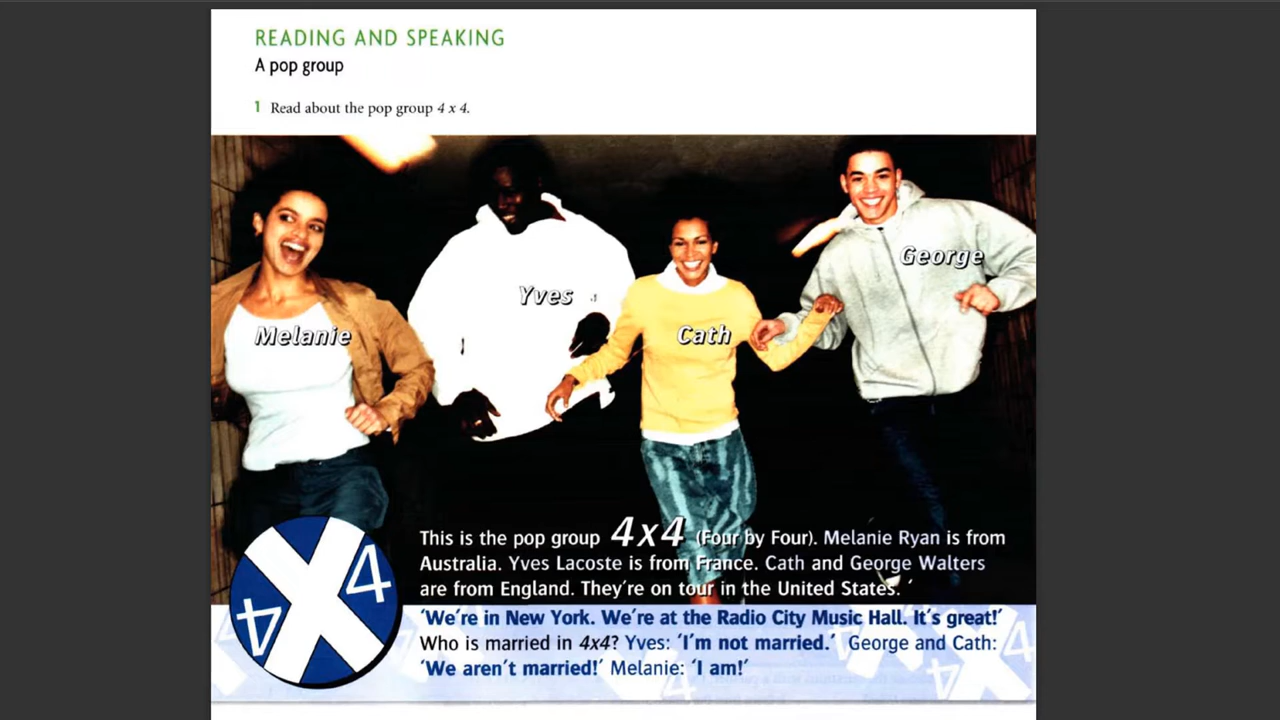 READING AND SPEAKING
A pop group
1 Read about the pop group 4 x 4.
Melanie
Yves
Cath
George
This is the pop group 4x4 (Four by Four). Melanie Ryan is from
Australia. Yves Lacoste is from France. Cath and George Walters
are from England. They're on tour in the United States.
'We're in New York. We're at the Radio City Music Hall. It's great!'
Who is married in 4x4? Yves: 'I'm not married.' George and Cath:
'We aren't married!' Melanie: 'I am!'
4 x 4